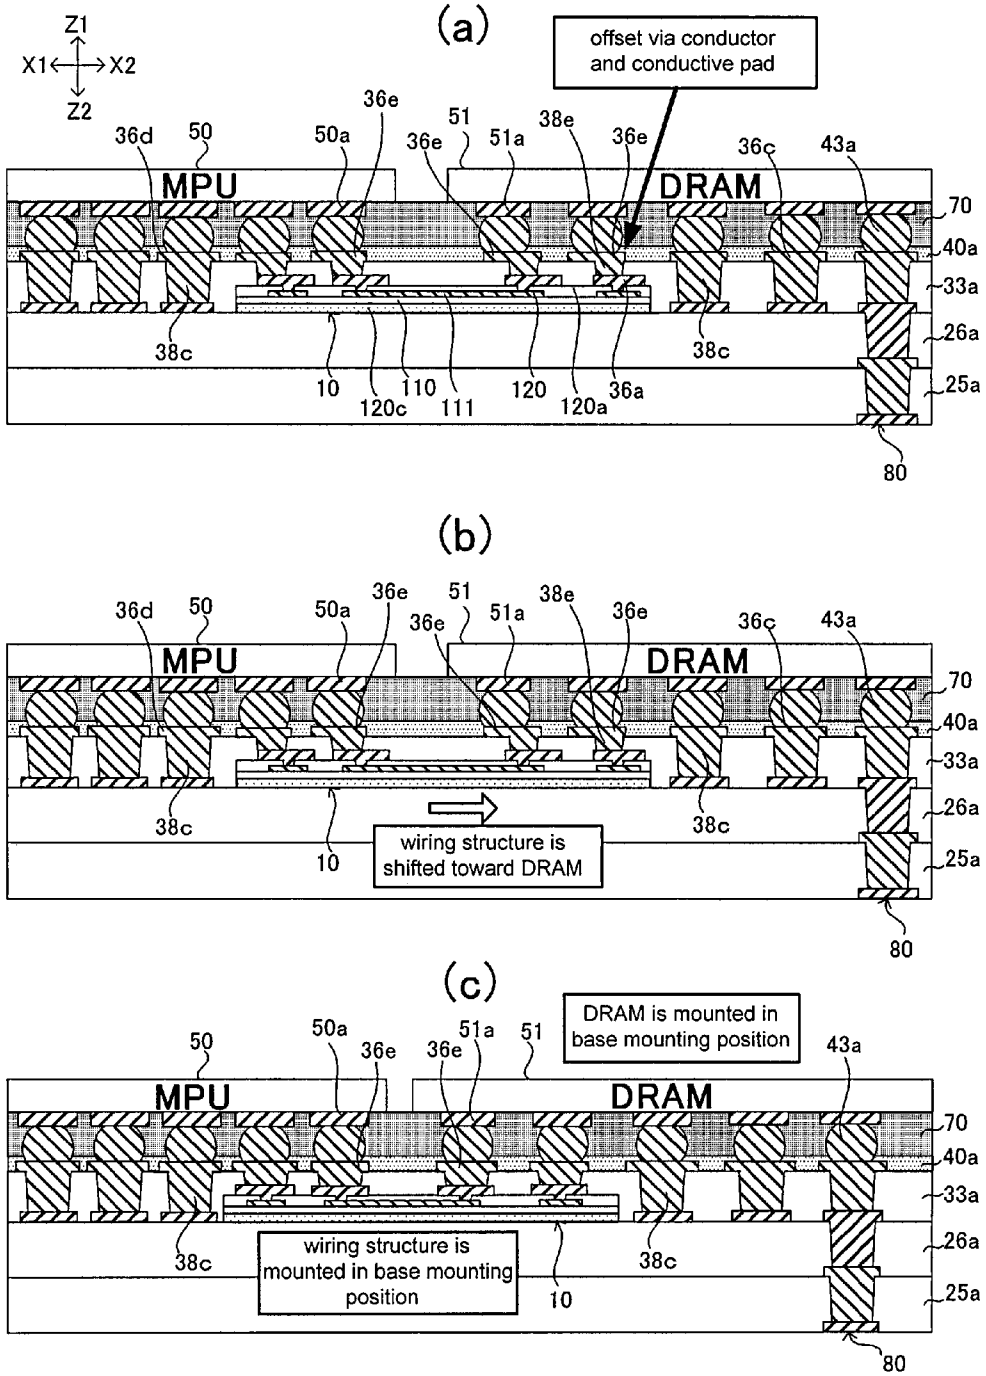 (a)
Z1
X1 X2
Z2
offset via conductor
and conductive pad
36d 50 50a 36e 36e 51 51a 38e 36e 36c 43a
MPU DRAM
70
40a
33a
26a
25a
38c 10 120c 110 111 120 120a 36a 38c
80
(b)
36d 50 50a 36e 36e 51 51a 38e 36e 36c 43a
MPU DRAM
70
40a
33a
26a
25a
38c 10 38c
wiring structure is
shifted toward DRAM
80
(c)
DRAM is mounted in
base mounting position
50 50a 36e 36e 51a 51 43a
MPU DRAM
70
40a
33a
26a
25a
38c 10 38c
wiring structure is
mounted in base mounting
position
80